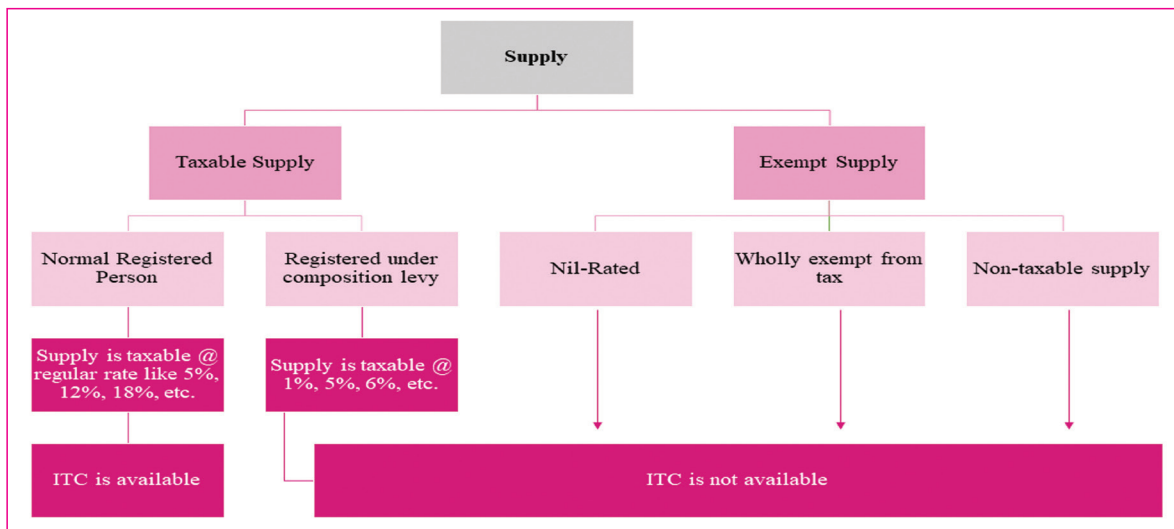 Supply
Taxable Supply
Exempt Supply
Normal Registered
Person
Registered under
composition levy
Nil-Rated
Wholly exempt from
tax
Non-taxable supply
Supply is taxable @
regular rate like 5%,
12%, 18%, etc.
Supply is taxable @
1%, 5%, 6%, etc.
ITC is available
ITC is not available